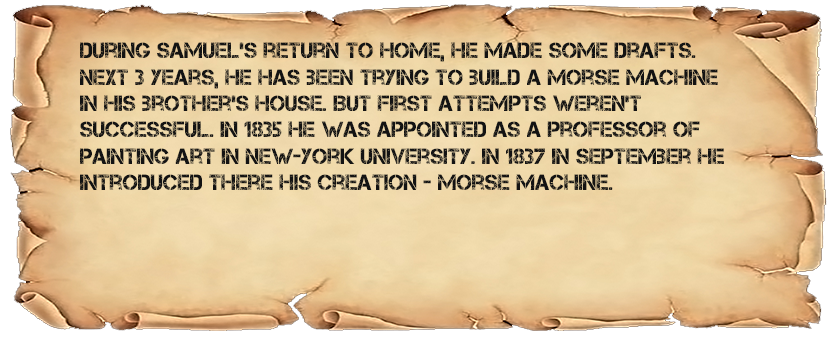 DURING SAMUEL'S RETURN TO HOME, HE MADE SOME DRAFTS.
NEXT 3 YEARS, HE HAS BEEN TRYING TO BUILD A MORSE MACHINE
IN HIS BROTHER'S HOUSE. BUT FIRST ATTEMPTS WEREN'T
SUCCESSFUL. IN 1835 HE WAS APPOINTED AS A PROFESSOR OF
PAINTING ART IN NEW-YORK UNIVERSITY. IN 1837 IN SEPTEMBER HE
INTRODUCED THERE HIS CREATION - MORSE MACHINE.